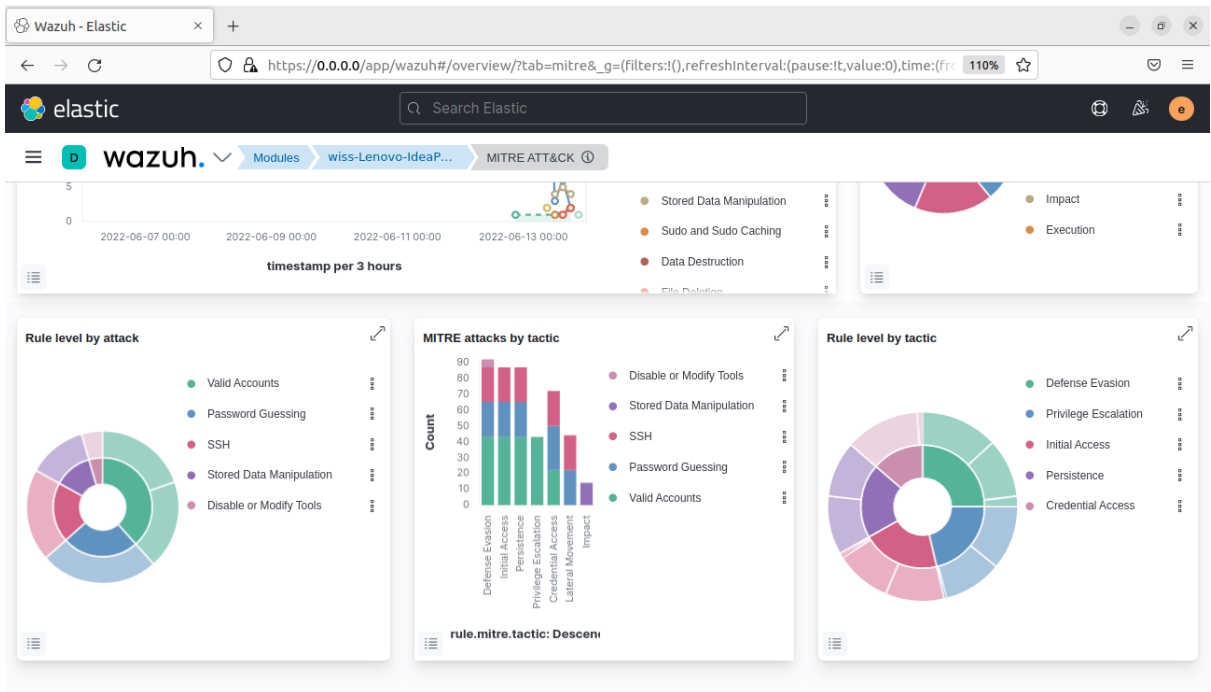 Wazuh - Elastic
https://0.0.0.0/app/wazuh#/overview/?tab=mitre&_g=(filters:!(),refreshInterval:(pause:!t,value:0),time:(fro
110%
elastic
Search Elastic
e
D
wazuh.
Modules
wiss-Lenovo-IdeaP...
MITRE ATT&CK
5
0
2022-06-07 00:00
2022-06-09 00:00
2022-06-11 00:00
2022-06-13 00:00
timestamp per 3 hours
Stored Data Manipulation
Sudo and Sudo Caching
Data Destruction
File Deletion
Impact
Execution
Rule level by attack
Valid Accounts
Password Guessing
SSH
Stored Data Manipulation
Disable or Modify Tools
MITRE attacks by tactic
Count
90
80
70
60
50
40
30
20
10
0
Defense Evasion
Initial Access
Persistence
Privilege Escalation
Credential Access
Lateral Movement
Impact
rule.mitre.tactic: Descen
Disable or Modify Tools
Stored Data Manipulation
SSH
Password Guessing
Valid Accounts
Rule level by tactic
Defense Evasion
Privilege Escalation
Initial Access
Persistence
Credential Access